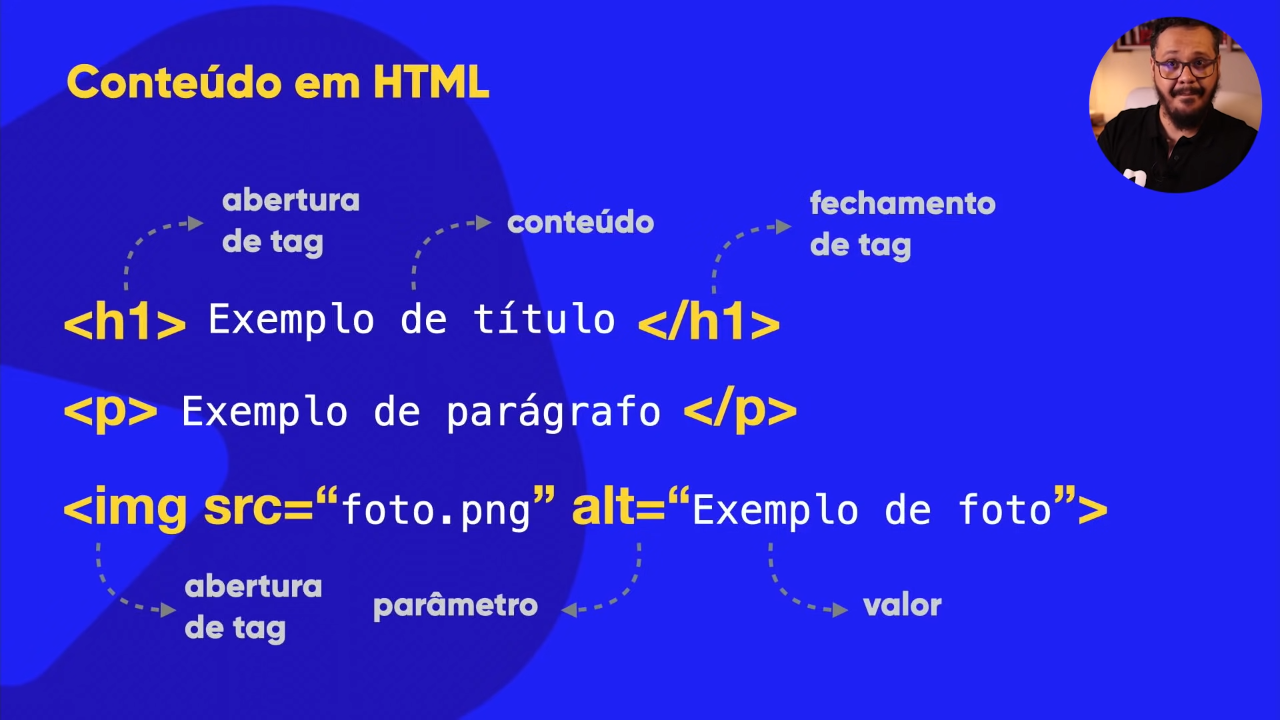 Conteúdo em HTML
abertura
de tag
conteúdo
fechamento
de tag
<h1> Exemplo de título </h1>
<p> Exemplo de parágrafo </p>
<img src=“foto.png” alt=“Exemplo de foto”>
abertura
de tag
parâmetro
valor